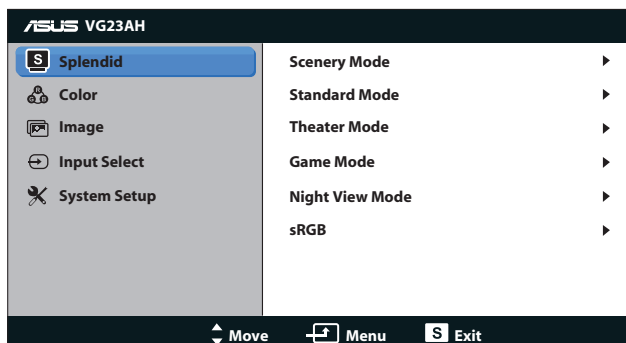 ASUS VG23AH
S Splendid
Color
Image
Input Select
System Setup
Scenery Mode
Standard Mode
Theater Mode
Game Mode
Night View Mode
sRGB
Move Menu S Exit